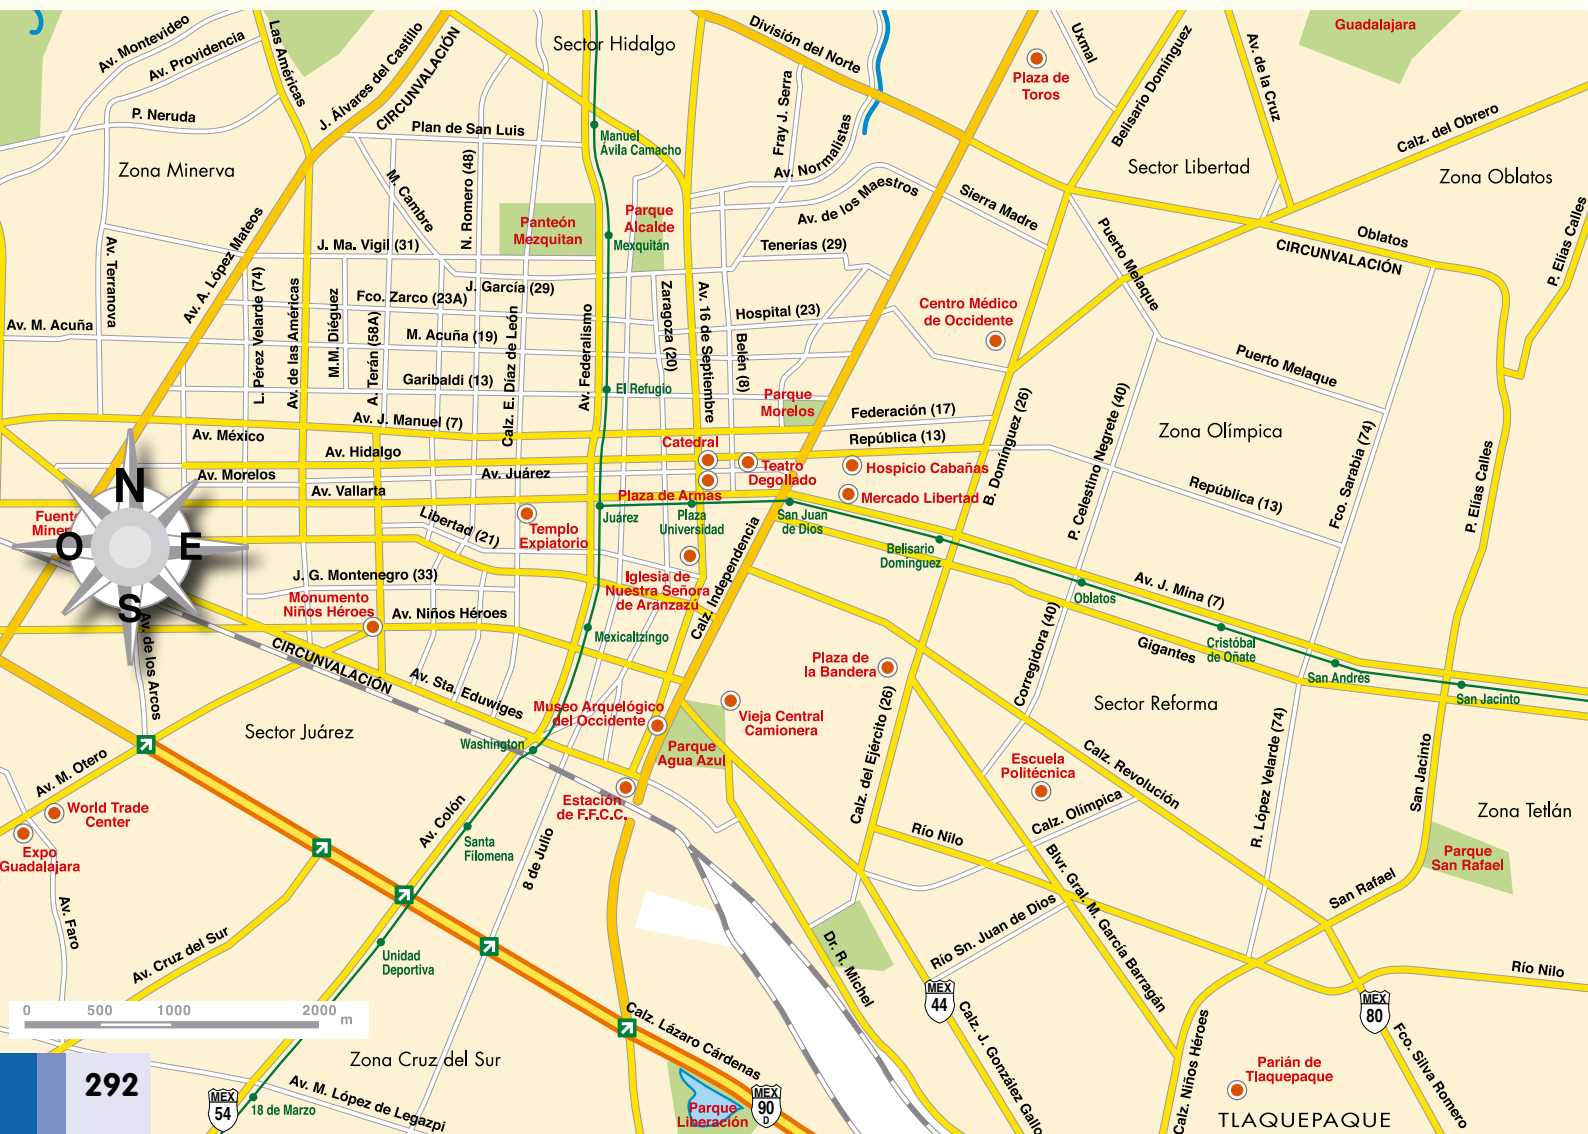 Av. Montevideo
Av. Providencia
Las Américas
J. Álvares del Castillo
CIRCUNVALACIÓN
Sector Hidalgo
División del Norte
Uxmal
Plaza de
Toros
Belisario Dominguez
Av. de la Cruz
Guadalajara
P. Neruda
Plan de San Luis
Manuel
Ávila Camacho
Fray J. Serra
Av. Normalistas
Calz. del Obrero
Zona Minerva
M. Cambre
N. Romero (48)
Sector Libertad
Zona Oblatos
Av. de los Maestros
Sierra Madre
Panteón
Mezquitan
Parque
Alcalde
Mexquitán
Av. Terranova
Av. A. López Mateos
J. Ma. Vigil (31)
Tenerías (29)
Puerto Melaque
Oblatos
CIRCUNVALACIÓN
P. Elías Calles
L. Pérez Velarde (74)
Av. de las Américas
M.M. Diéguez
Fco. Zarco (23A)
J. García (29)
A. Terán (58A)
M. Acuña (19)
Calz. E. Díaz de León
Av. Federalismo
Zaragoza (20)
Av. 16 de Septiembre
Belén (8)
Hospital (23)
Centro Médico
de Occidente
Av. M. Acuña
Garibaldi (13)
El Refugio
Puerto Melaque
Parque
Morelos
Federación (17)
República (13)
B. Domínguez (26)
P. Celestino Negrete (40)
Zona Olímpica
Fco. Sarabia (74)
P. Elías Calles
Av. J. Manuel (7)
Av. México
Av. Hidalgo
Av. Morelos
Av. Juárez
Av. Vallarta
Catedral
Teatro
Degollado
Hospicio Cabañas
Mercado Libertad
Plaza de Armas
República (13)
N
O
E
S
Libertad (21)
Templo
Expiatorio
Juárez
Plaza
Universidad
San Juan
de Dios
Belisario
Domínguez
J. G. Montenegro (33)
Monumento
Niños Héroes
Av. Niños Héroes
Iglesia de
Nuestra Señora
de Aranzazú
Calz. Independencia
Oblatos
Av. J. Mina (7)
Mexicaltzingo
Corregidora (40)
Gigantes
Cristóbal
de Oñate
San Andrés
San Jacinto
Av. de los Arcos
CIRCUNVALACIÓN
Av. Sta. Eduwiges
Plaza de
la Bandera
Calz. del Ejército (26)
Sector Reforma
Sector Juárez
Museo Arquelógico
del Occidente
Vieja Central
Camionera
Washington
Parque
Agua Azul
Escuela
Politécnica
Calz. Revolución
R. López Velarde (74)
San Jacinto
Av. M. Otero
World Trade
Center
Expo
Guadalajara
Estación
de F.F.C.C.
Av. Colón
Santa
Filomena
8 de Julio
Calz. Olímpica
Río Nilo
Zona Tetlán
Blvr. Gral. M. García Barragán
Parque
San Rafael
San Rafael
Av. Faro
Av. Cruz del Sur
Unidad
Deportiva
Dr. R. Michel
Río Sn. Juan de Dios
Río Nilo
0 500 1000 2000 m
MEX
44
MEX
80
Calz. Lázaro Cárdenas
Calz. J. González Gallo
Calz. Niños Héroes
Fco. Silva Romero
Zona Cruz del Sur
292
Av. M. López de Legazpi
MEX
54
18 de Marzo
Parque
Liberación
MEX
90
D
Parián de
Tlaquepaque
TLAQUEPAQUE